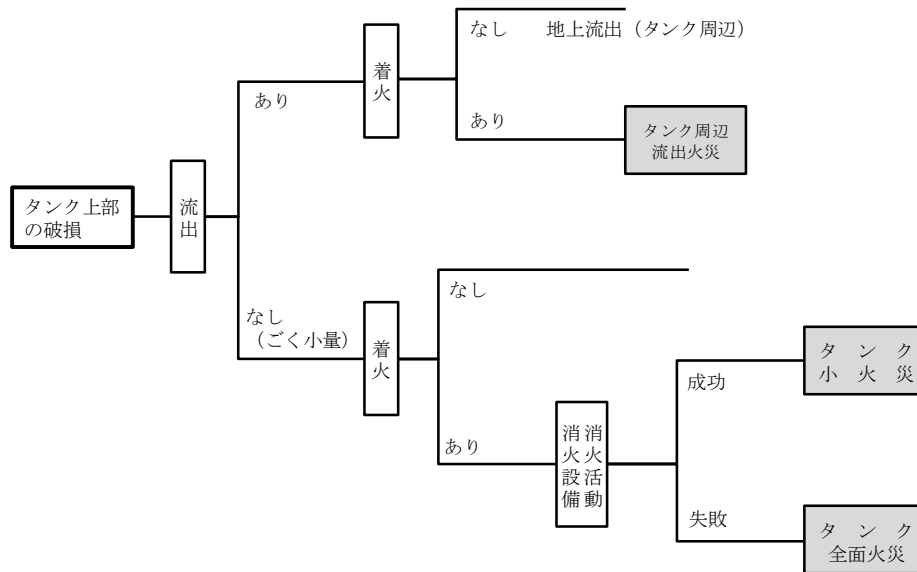 なし
地上流出（タンク周辺）
着火
あり
あり
タンク周辺
流出火災
タンク上部
の破損
流出
なし
なし
（ごく小量）
着火
タンク
小火災
成功
あり
消火設備
消火活動
失敗
タンク
全面火災